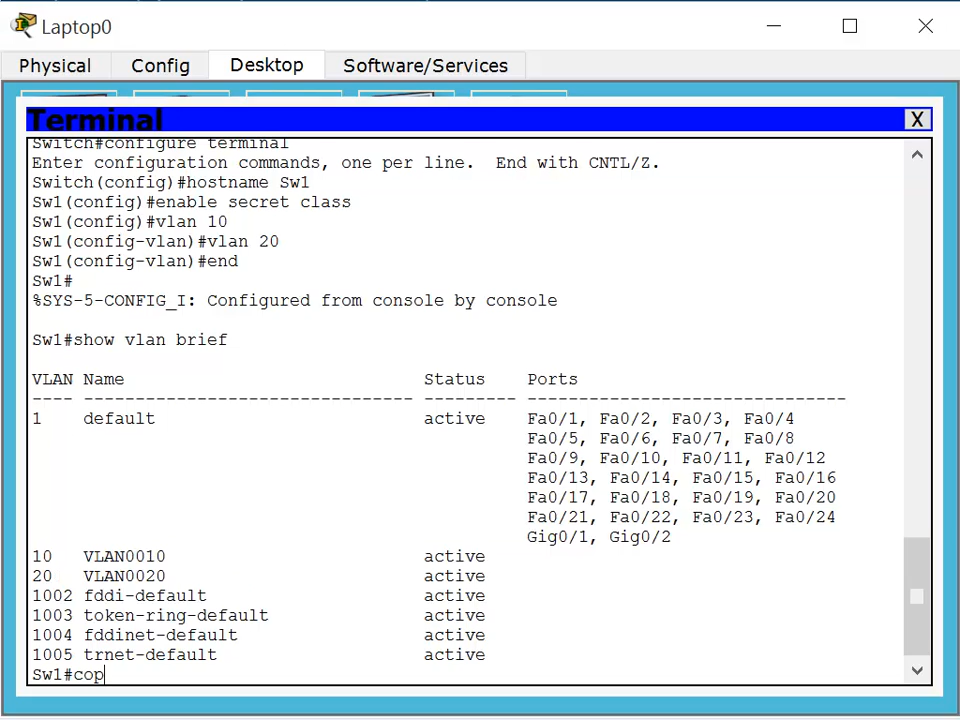 Laptop0
Physical Config Desktop Software/Services
Terminal X
Switch#configure terminal
Enter configuration commands, one per line.  End with CNTL/Z.
Switch(config)#hostname Sw1
Sw1(config)#enable secret class
Sw1(config)#vlan 10
Sw1(config-vlan)#vlan 20
Sw1(config-vlan)#end
Sw1#
%SYS-5-CONFIG_I: Configured from console by console
Sw1#show vlan brief
VLAN Name                             Status    Ports
---- -------------------------------- --------- -------------------------------
1    default                          active    Fa0/1, Fa0/2, Fa0/3, Fa0/4
                                                Fa0/5, Fa0/6, Fa0/7, Fa0/8
                                                Fa0/9, Fa0/10, Fa0/11, Fa0/12
                                                Fa0/13, Fa0/14, Fa0/15, Fa0/16
                                                Fa0/17, Fa0/18, Fa0/19, Fa0/20
                                                Fa0/21, Fa0/22, Fa0/23, Fa0/24
                                                Gig0/1, Gig0/2
10   VLAN0010                         active
20   VLAN0020                         active
1002 fddi-default                     active
1003 token-ring-default               active
1004 fddinet-default                  active
1005 trnet-default                    active
Sw1#cop